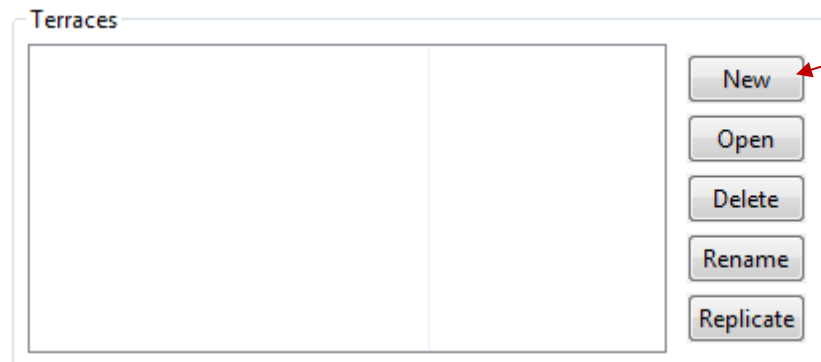 Terraces
New
Open
Delete
Rename
Replicate